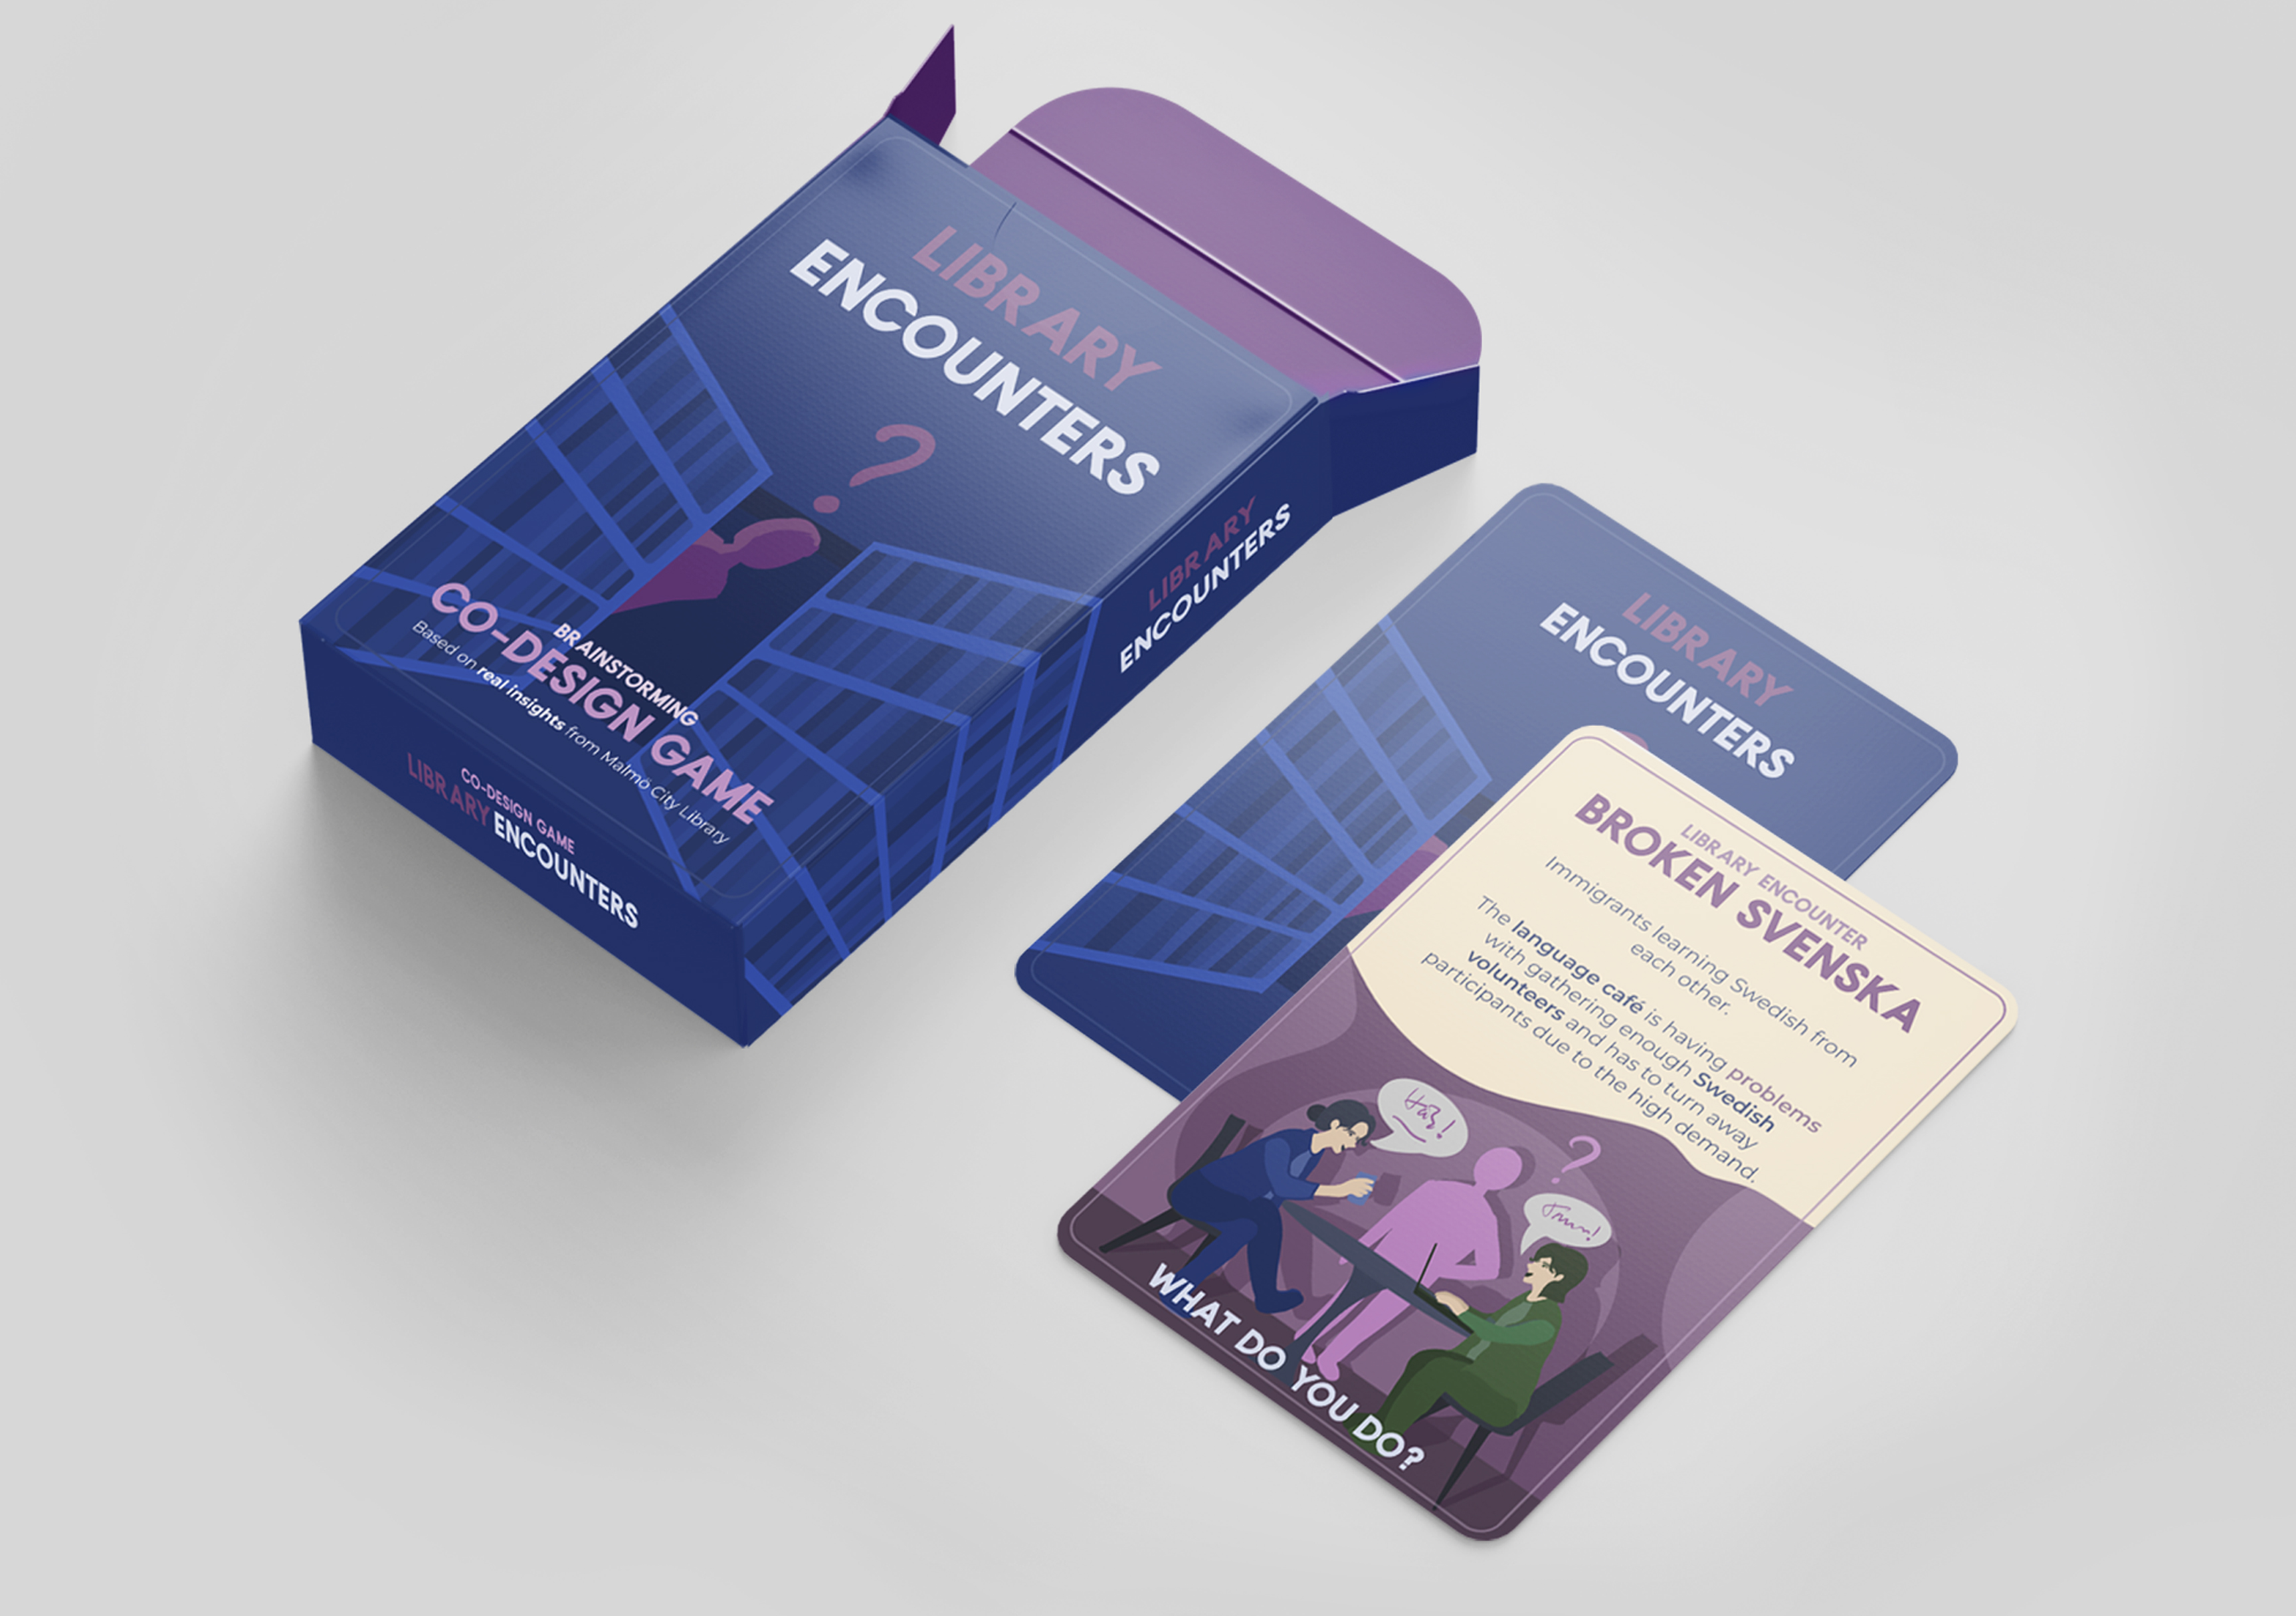 LIBRARY
ENCOUNTERS
BRAINSTORMING
CO-DESIGN GAME
Based on real insights from Malmö City Library
CO-DESIGN GAME
LIBRARY ENCOUNTERS
LIBRARY
ENCOUNTERS
LIBRARY
ENCOUNTERS
LIBRARY ENCOUNTER
BROKEN SVENSKA
Immigrants learning Swedish from
each other.
The language café is having problems
with gathering enough Swedish
volunteers and has to turn away
participants due to the high demand.
WHAT DO YOU DO?